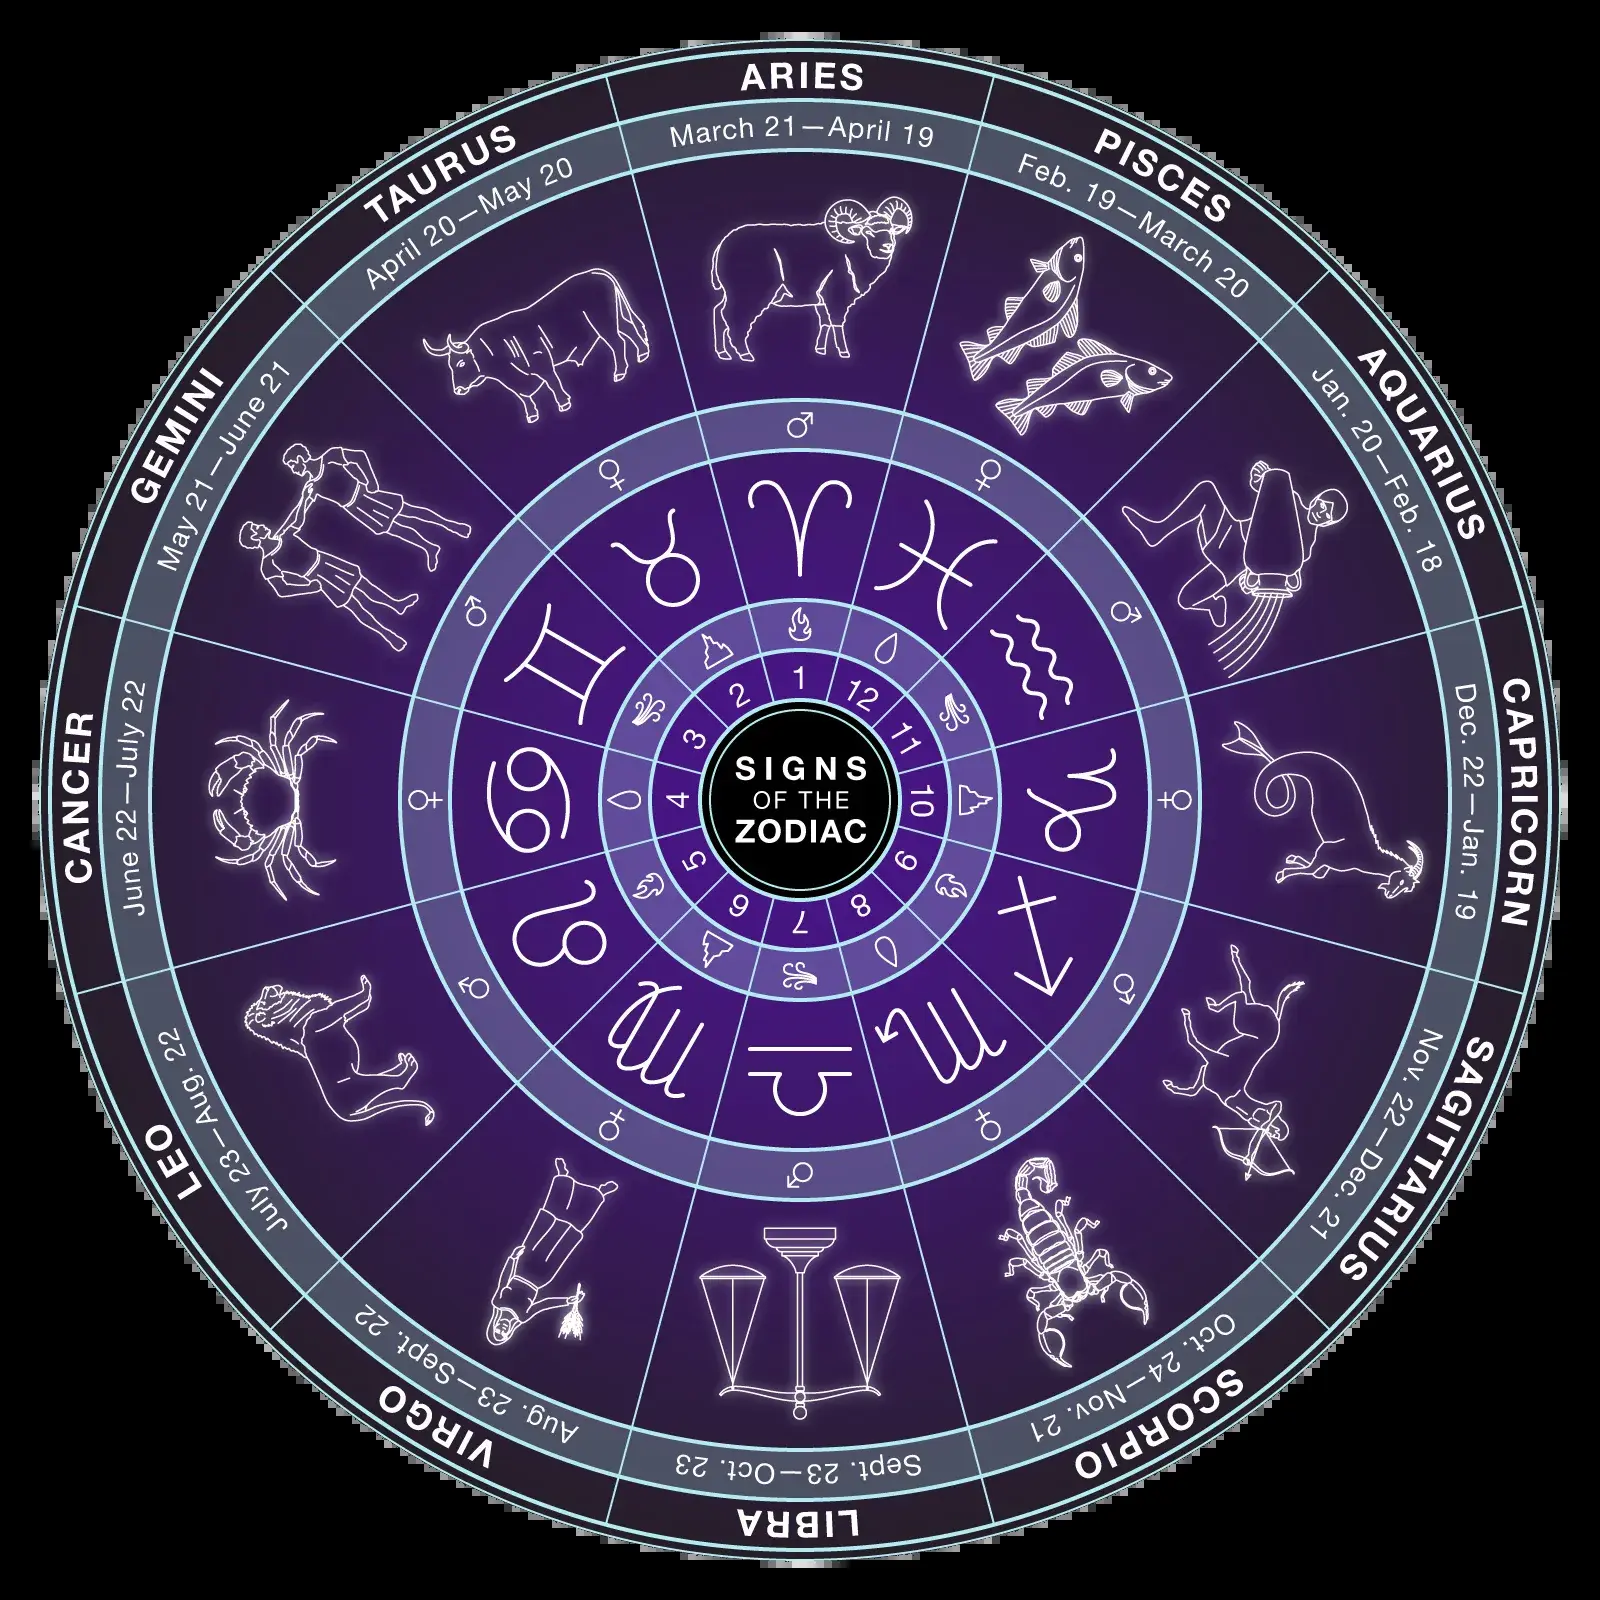 ARIES
March 21—April 19
TAURUS
April 20—May 20
GEMINI
May 21—June 21
CANCER
June 22—July 22
LEO
July 23—Aug. 22
VIRGO
Aug. 23—Sept. 22
LIBRA
Sept. 23—Oct. 23
SCORPIO
Oct. 24—Nov. 21
SAGITTARIUS
Nov. 22—Dec. 21
CAPRICORN
Dec. 22—Jan. 19
AQUARIUS
Jan. 20—Feb. 18
PISCES
Feb. 19—March 20
♂
♀
♂
♀
♂
♀
♂
♀
♂
♀
♂
♀
♈
♉
♊
♋
♌
♍
♎
♏
♐
♑
♒
♓
1
2
3
4
5
6
7
8
9
10
11
12
SIGNS
OF THE
ZODIAC